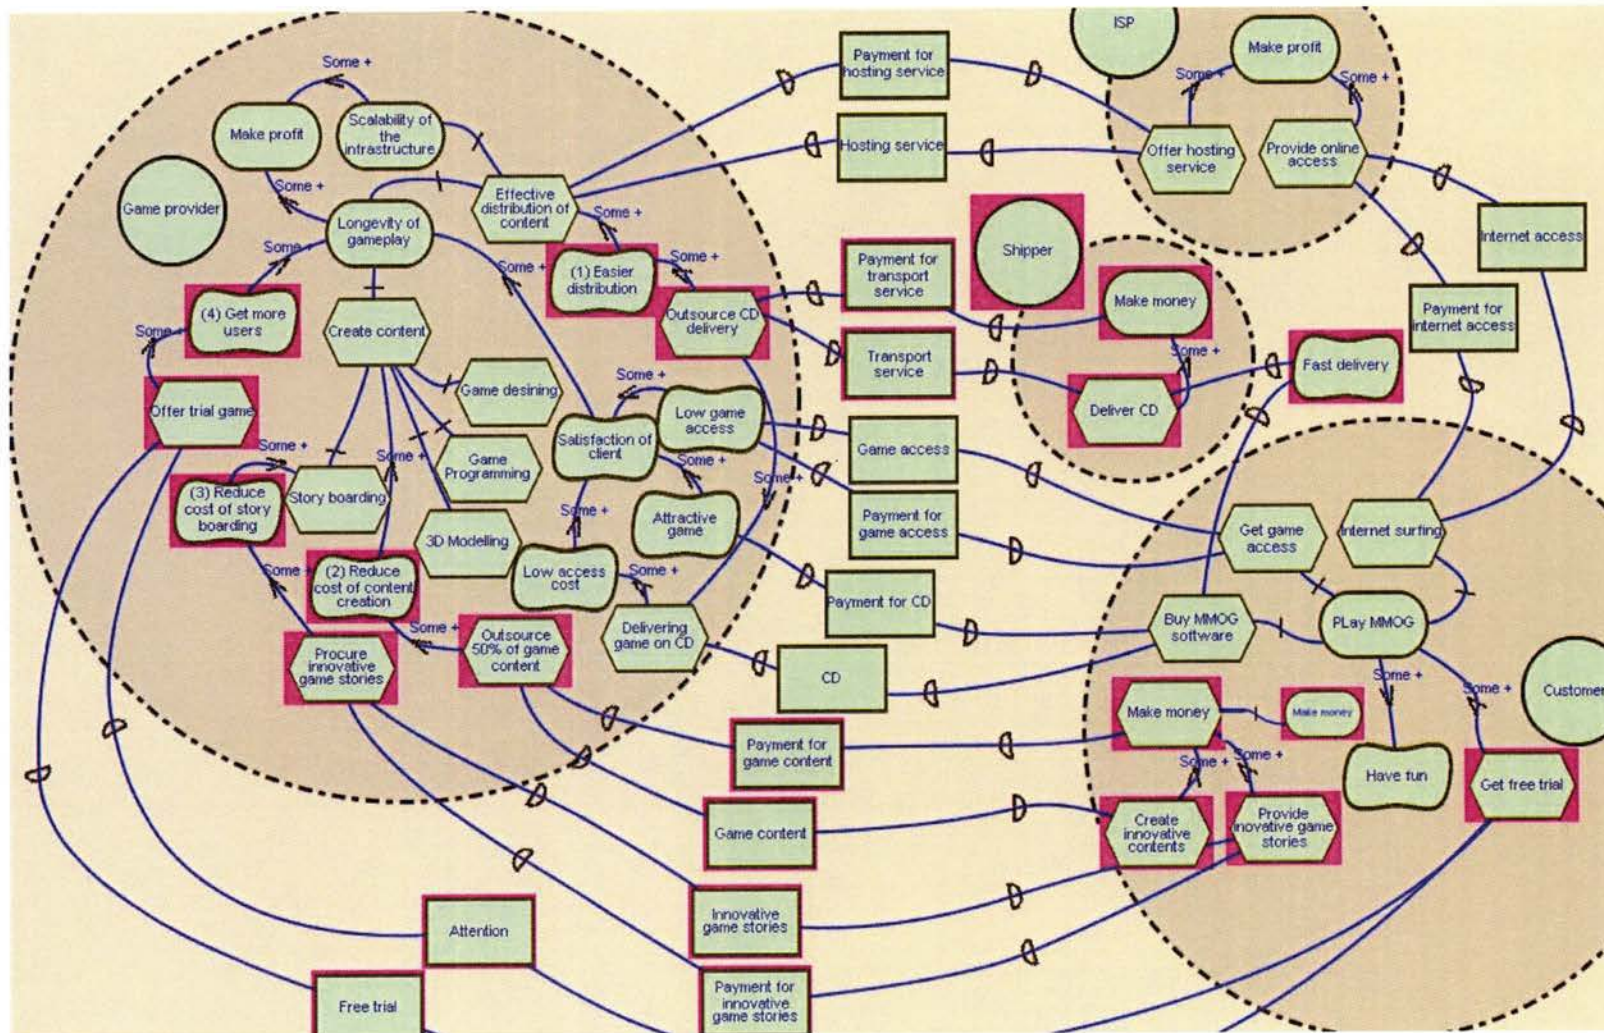 ISP
Make profit
Some +
Some +
Offer hosting
service
Provide online
access
Payment for
hosting service
Hosting service
Some +
Make profit
Scalability of
the
infrastructure
Some +
Game provider
Longevity of
gameplay
Effective
distribution of
content
Some +
Some +
(1) Easier
distribution
Some +
Some +
Outsource CD
delivery
(4) Get more
users
Some +
Create content
Offer trial game
Game desining
Game
Programming
Some +
Some +
(3) Reduce
cost of story
boarding
Story boarding
3D Modelling
Some +
(2) Reduce
cost of content
creation
Some +
Procure
innovative
game stories
Outsource
50% of game
content
Satisfaction of
client
Some +
Low game
access
Some +
Attractive
game
Some +
Some +
Low access
cost
Some +
Delivering
game on CD
Payment for
transport
service
Transport
service
Shipper
Make money
Some +
Deliver CD
Fast delivery
Internet access
Payment for
internet access
Game access
Payment for
game access
Payment for CD
CD
Payment for
game content
Game content
Innovative
game stories
Payment for
innovative
game stories
Attention
Free trial
Get game
access
Internet surfing
Buy MMOG
software
PLay MMOG
Customer
Some +
Some +
Make money
Make money
Some +
Some +
Have fun
Get free trial
Create
innovative
contents
Provide
inovative game
stories